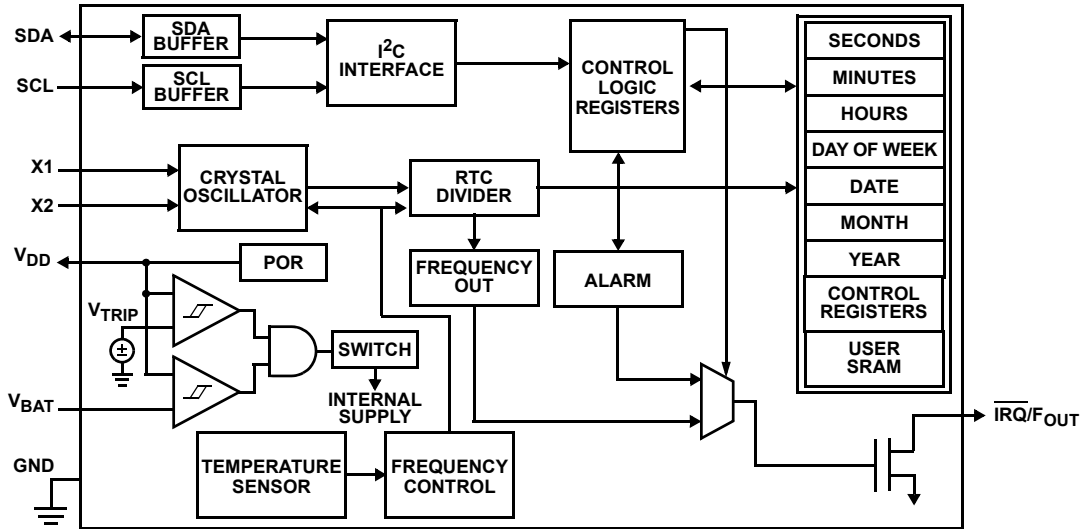 SDA
SDA
BUFFER
SCL
SCL
BUFFER
I²C
INTERFACE
CONTROL
LOGIC
REGISTERS
SECONDS
MINUTES
HOURS
DAY OF WEEK
DATE
MONTH
YEAR
CONTROL
REGISTERS
USER
SRAM
X1
X2
CRYSTAL
OSCILLATOR
RTC
DIVIDER
FREQUENCY
OUT
ALARM
VDD
POR
VTRIP
±
SWITCH
INTERNAL
SUPPLY
VBAT
GND
TEMPERATURE
SENSOR
FREQUENCY
CONTROL
IRQ/FOUT